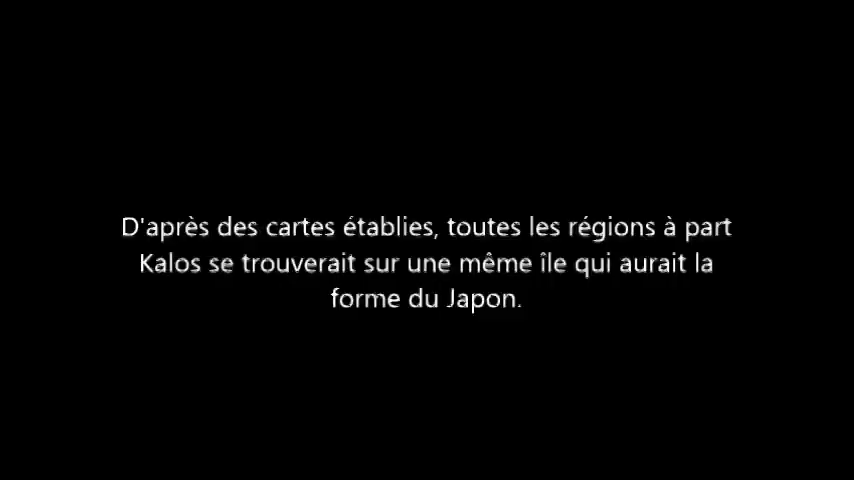 D'après des cartes établies, toutes les régions à part
Kalos se trouverait sur une même île qui aurait la
forme du Japon.